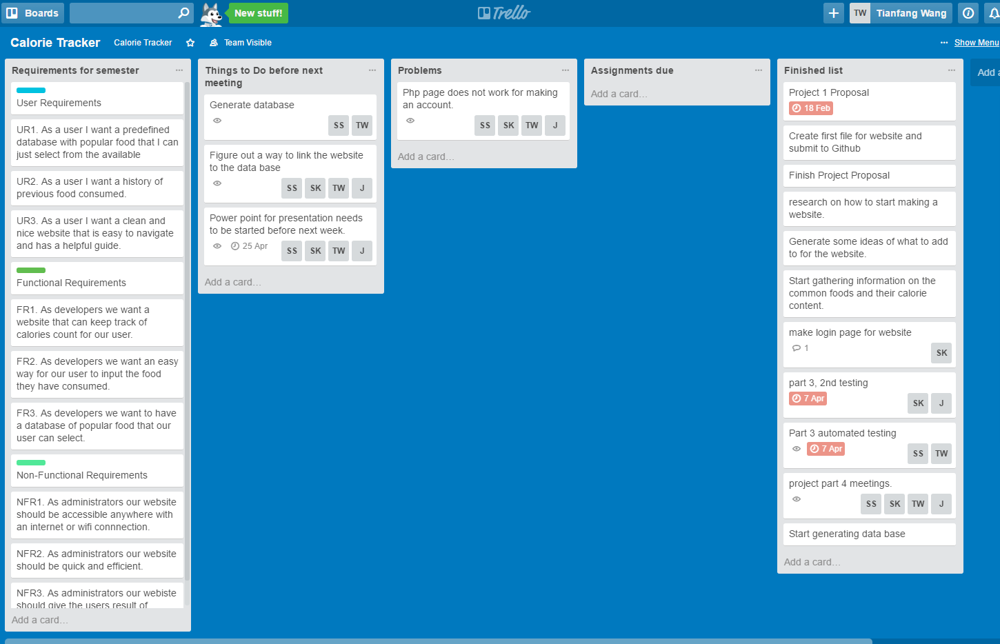 Boards
New stuff!
Trello
TW Tianfang Wang
Calorie Tracker Calorie Tracker Team Visible
... Show Menu
Requirements for semester
User Requirements
UR1. As a user I want a predefined
database with popular food that I can
just select from the available
UR2. As a user I want a history of
previous food consumed.
UR3. As a user I want a clean and
nice website that is easy to navigate
and has a helpful guide.
Functional Requirements
FR1. As developers we want a
website that can keep track of
calories count for our user.
FR2. As developers we want an easy
way for our user to input the food
they have consumed.
FR3. As developers we want to have
a database of popular food that our
user can select.
Non-Functional Requirements
NFR1. As administrators our website
should be accessible anywhere with
an internet or wifi connnection.
NFR2. As administrators our website
should be quick and efficient.
NFR3. As administrators our webiste
should give the users result of
Add a card...
Things to Do before next
meeting
Generate database
SS TW
Figure out a way to link the website
to the data base
SS SK TW J
Power point for presentation needs
to be started before next week.
25 Apr SS SK TW J
Add a card...
Problems
Php page does not work for making
an account.
SS SK TW J
Add a card...
Assignments due
Add a card...
Finished list
Project 1 Proposal
18 Feb
Create first file for website and
submit to Github
Finish Project Proposal
research on how to start making a
website.
Generate some ideas of what to add
to for the website.
Start gathering information on the
common foods and their calorie
content.
make login page for website
1 SK
part 3, 2nd testing
7 Apr SK J
Part 3 automated testing
7 Apr SS TW
project part 4 meetings.
SS SK TW J
Start generating data base
Add a card...
Add